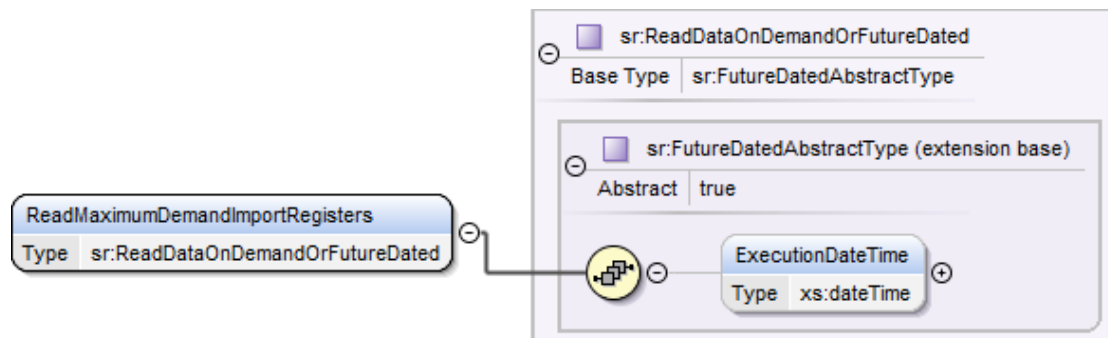 sr:ReadDataOnDemandOrFutureDated
Base Type sr:FutureDatedAbstractType
sr:FutureDatedAbstractType (extension base)
Abstract true
ReadMaximumDemandImportRegisters
Type sr:ReadDataOnDemandOrFutureDated
ExecutionDateTime
Type xs:dateTime